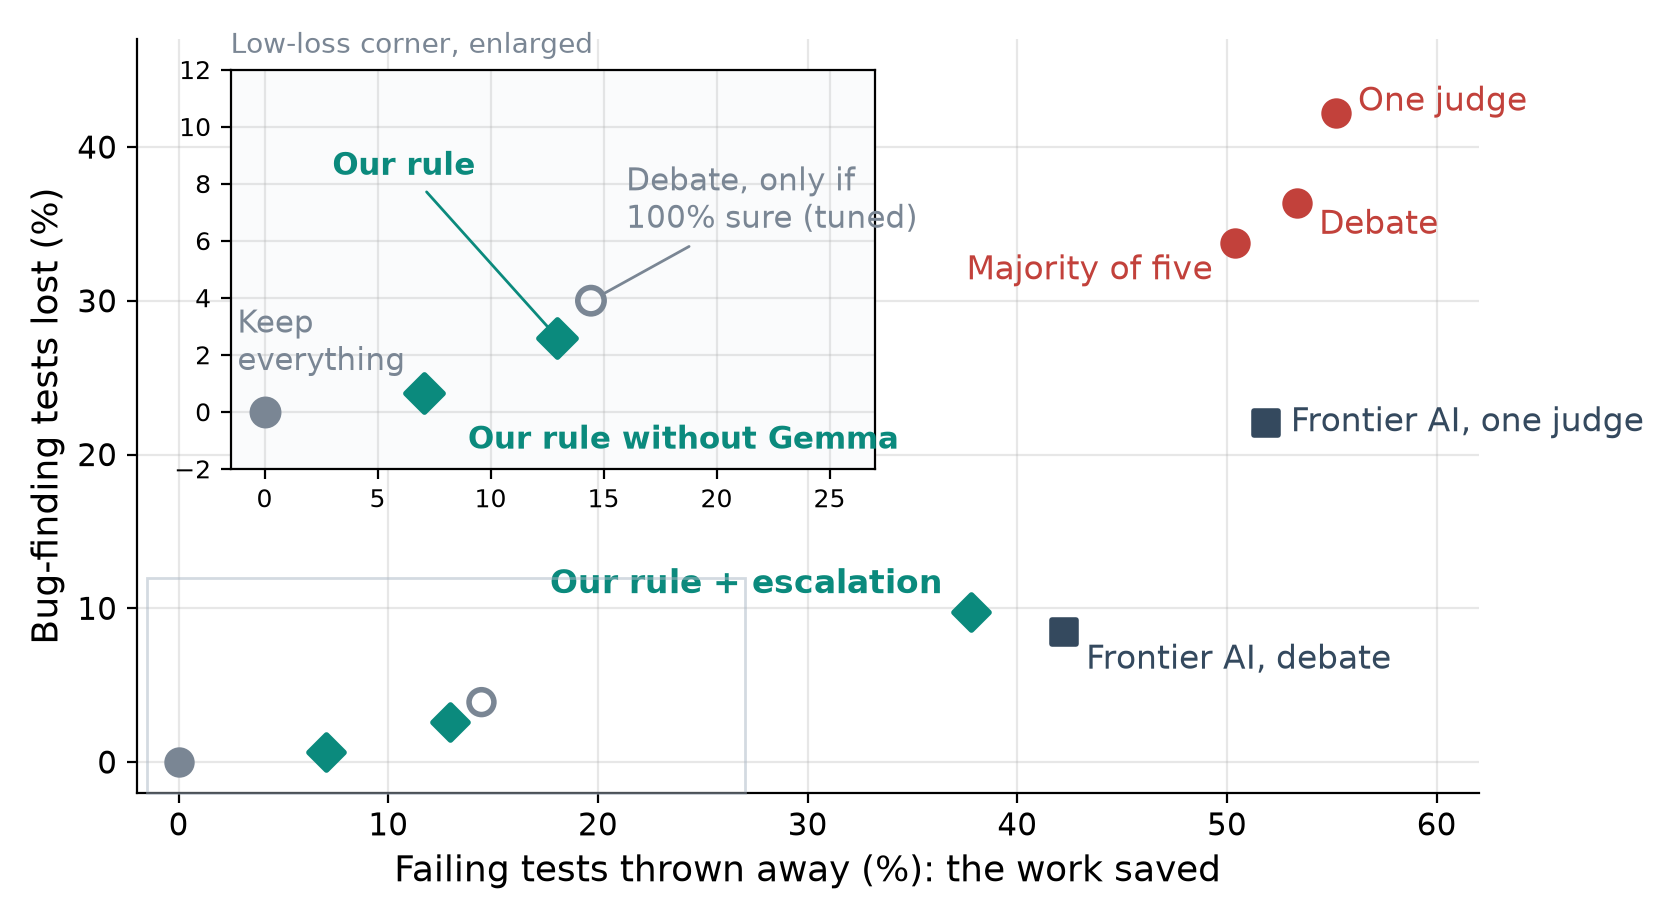 Low-loss corner, enlarged
12
10
8
6
4
2
0
−2
0
5
10
15
20
25
Our rule
Debate, only if
100% sure (tuned)
Keep
everything
Our rule without Gemma
One judge
Debate
Majority of five
Frontier AI, one judge
Our rule + escalation
Frontier AI, debate
Bug-finding tests lost (%)
40
30
20
10
0
0
10
20
30
40
50
60
Failing tests thrown away (%): the work saved